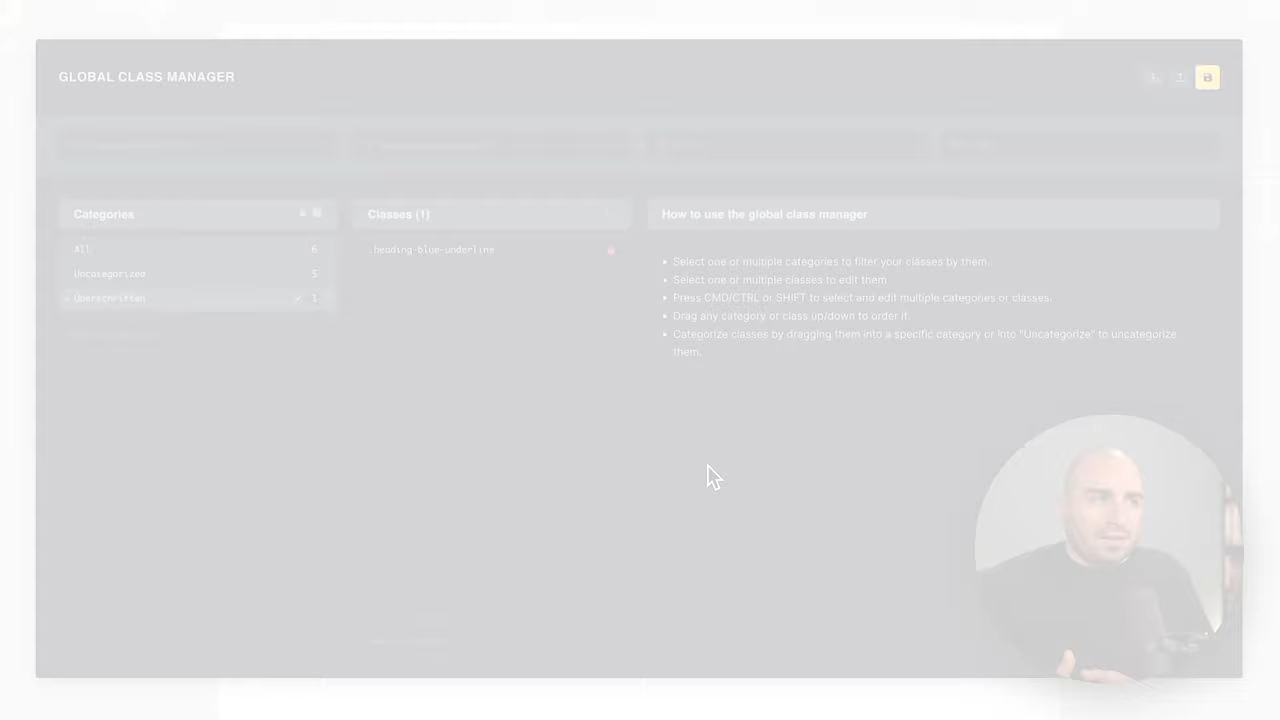 GLOBAL CLASS MANAGER
Categories
Classes (1)
How to use the global class manager
All 6
Uncategorized 5
Überschriften 1
.heading-blue-underline
Select one or multiple categories to filter your classes by them.
Select one or multiple classes to edit them
Press CMD/CTRL or SHIFT to select and edit multiple categories or classes.
Drag any category or class up/down to order it.
Categorize classes by dragging them into a specific category or into "Uncategorize" to uncategorize
them.